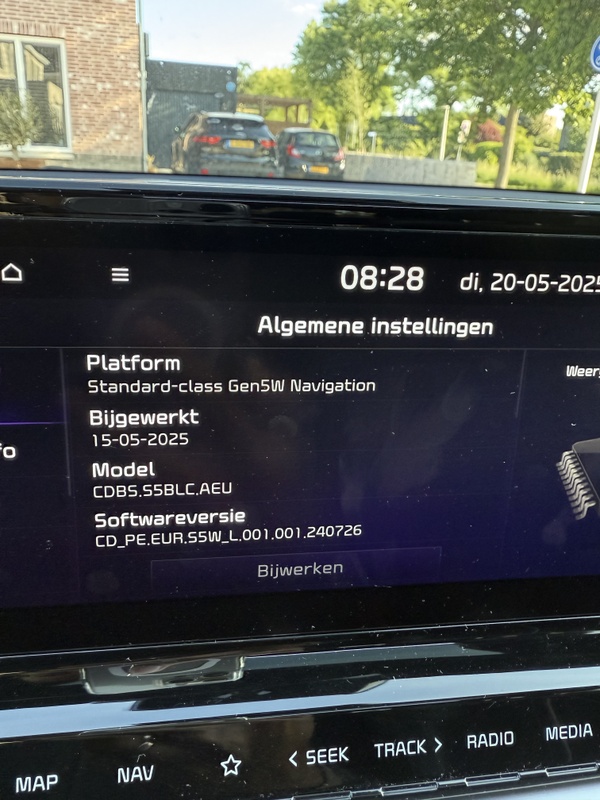 08:28 di, 20-05-2025
Algemene instellingen
Platform
Standard-class Gen5W Navigation
Bijgewerkt
15-05-2025
Model
CDBS.S5BLC.AEU
Softwareversie
CD_PE.EUR.S5W_L.001.001.240726
Bijwerken
MAP NAV < SEEK TRACK > RADIO MEDIA